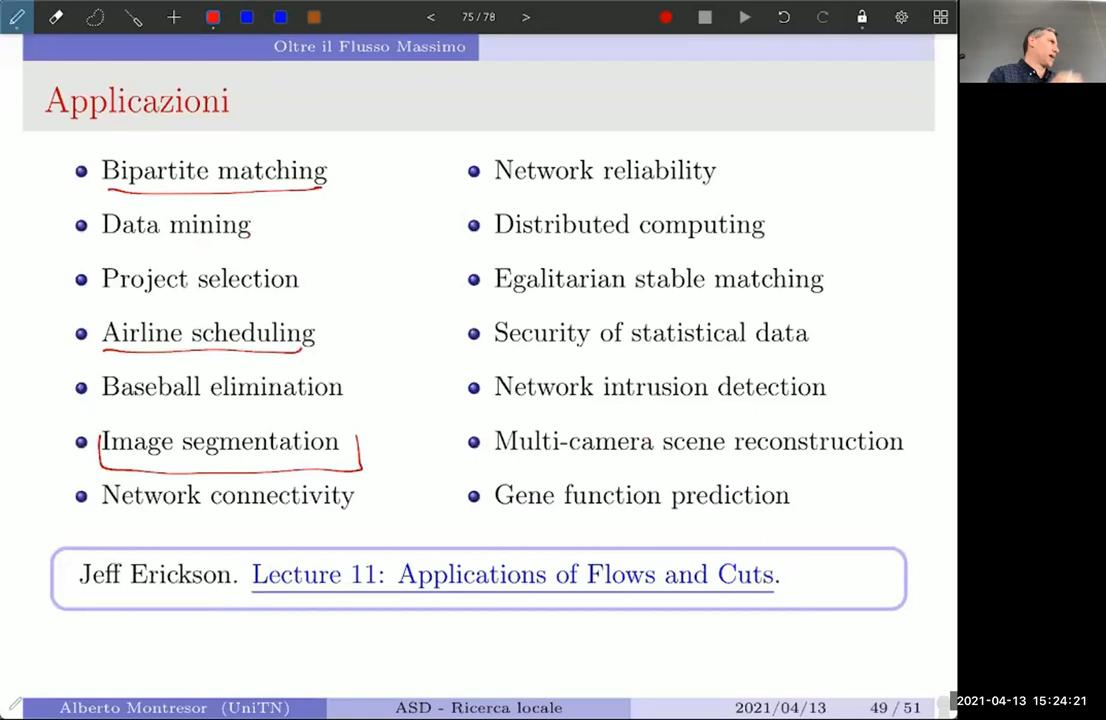 75 / 78
Oltre il Flusso Massimo
Applicazioni
Bipartite matching
Data mining
Project selection
Airline scheduling
Baseball elimination
Image segmentation
Network connectivity
Network reliability
Distributed computing
Egalitarian stable matching
Security of statistical data
Network intrusion detection
Multi-camera scene reconstruction
Gene function prediction
Jeff Erickson. Lecture 11: Applications of Flows and Cuts.
Alberto Montresor (UniTN) ASD - Ricerca locale 2021/04/13 49 / 51
2021-04-13 15:24:21